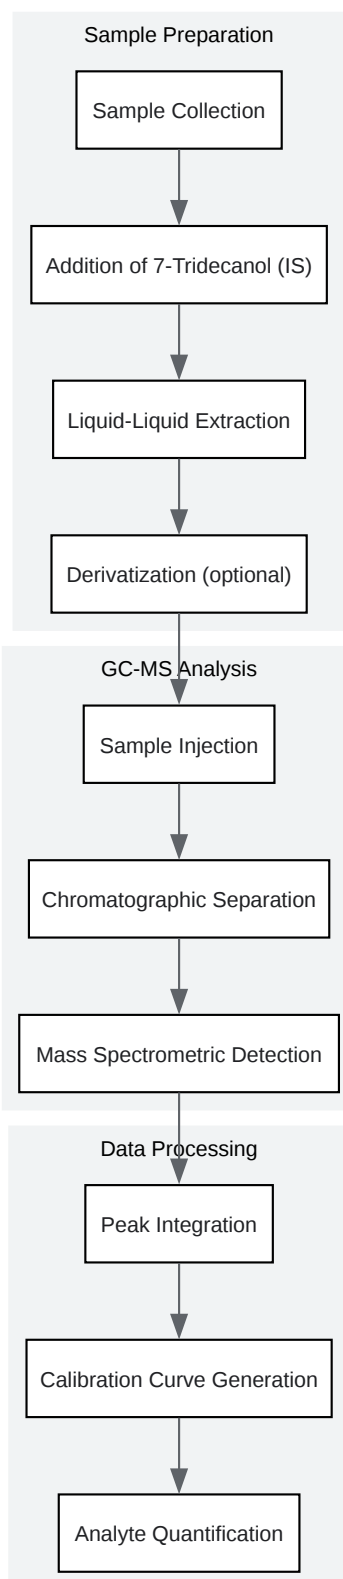 Sample Preparation
Sample Collection
Addition of 7-Tridecanol (IS)
Liquid-Liquid Extraction
Derivatization (optional)
GC-MS Analysis
Sample Injection
Chromatographic Separation
Mass Spectrometric Detection
Data Processing
Peak Integration
Calibration Curve Generation
Analyte Quantification